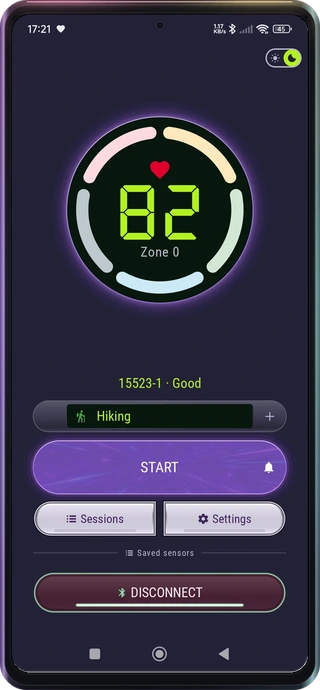 17:21
1.17 KB/s
45
82
Zone 0
15523-1 · Good
Hiking
START
Sessions
Settings
Saved sensors
DISCONNECT